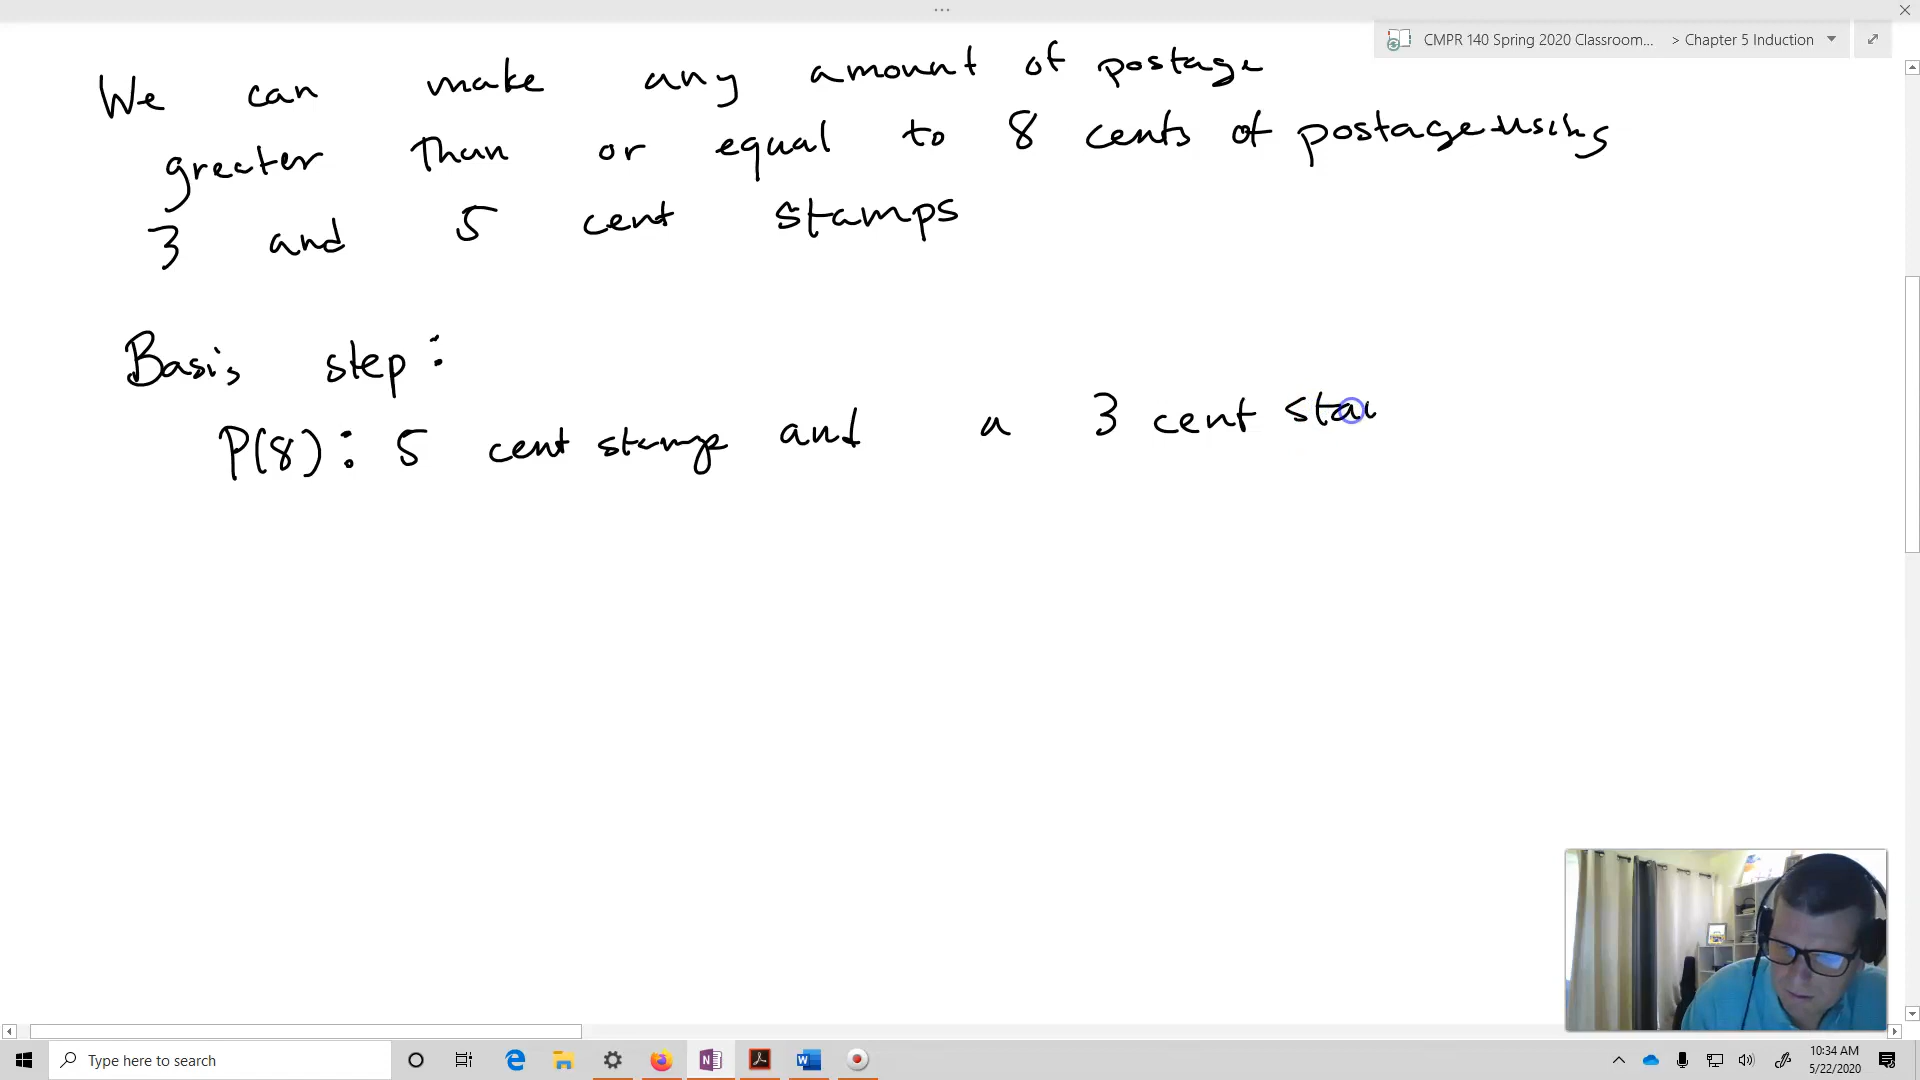 ...
CMPR 140 Spring 2020 Classroom... > Chapter 5 Induction
We can make any amount of postage
greater than or equal to 8 cents of postage using
3 and 5 cent stamps
Basis step:
P(8): 5 cent stamp and a 3 cent sta
Type here to search
10:34 AM
5/22/2020